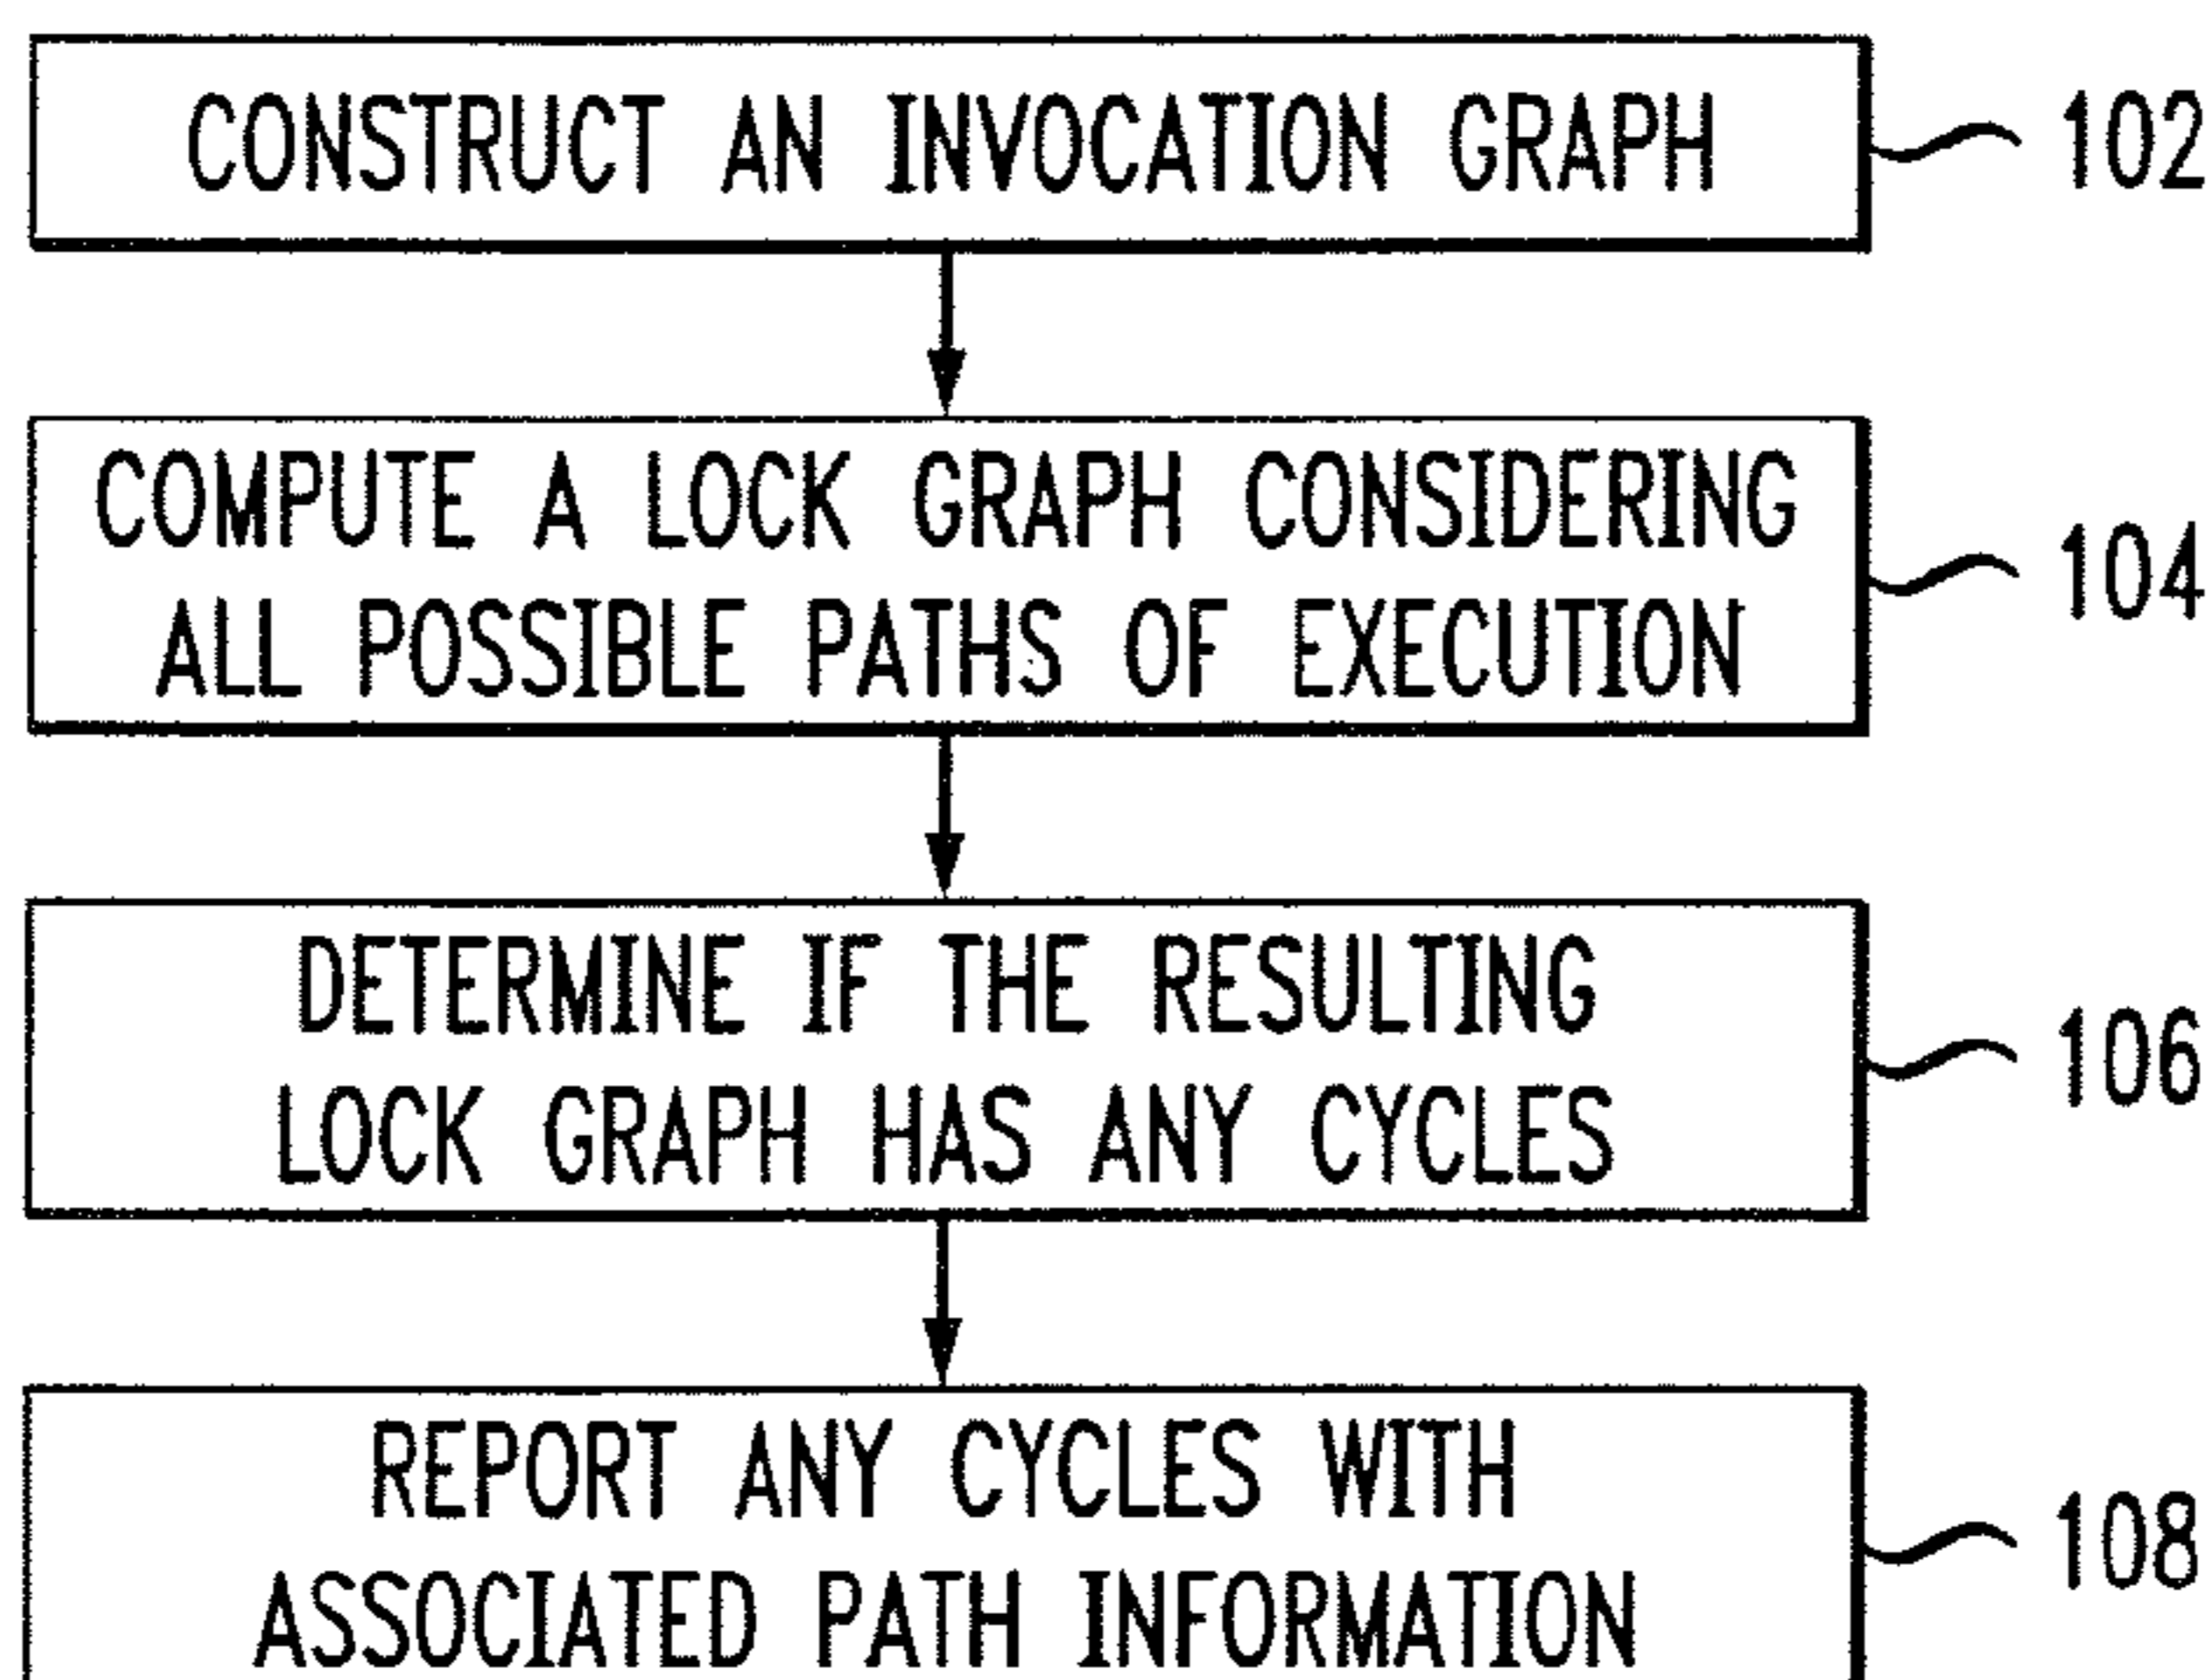 CONSTRUCT AN INVOCATION GRAPH
102
COMPUTE A LOCK GRAPH CONSIDERING
ALL POSSIBLE PATHS OF EXECUTION
104
DETERMINE IF THE RESULTING
LOCK GRAPH HAS ANY CYCLES
106
REPORT ANY CYCLES WITH
ASSOCIATED PATH INFORMATION
108